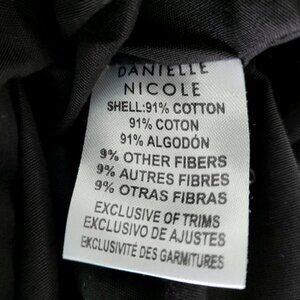 DANIELLE
NICOLE
SHELL:91% COTTON
91% COTON
91% ALGODÓN
9% OTHER FIBERS
9% AUTRES FIBRES
9% OTRAS FIBRAS
EXCLUSIVE OF TRIMS
EXCLUSIVO DE AJUSTES
EXCLUSIVITÉ DES GARMITURES